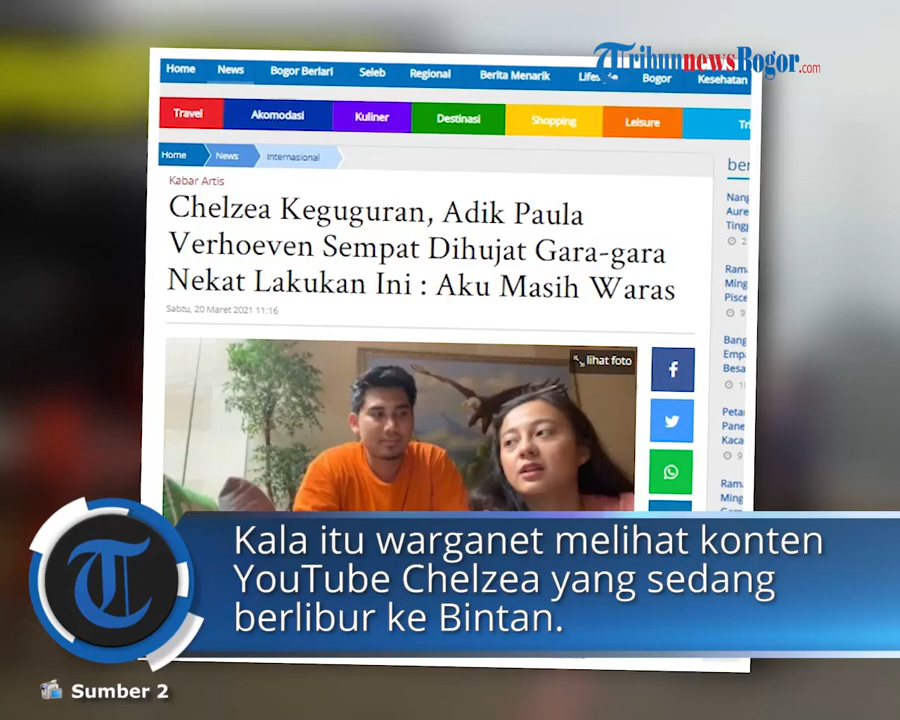 TribunnewsBogor.com
Home News Bogor Berlari Seleb Regional Berita Menarik Bogor Kesehatan
Travel Akomodasi Kuliner Destinasi Shopping Leisure
Home News Internasional
Kabar Artis
Chelzea Keguguran, Adik Paula
Verhoeven Sempat Dihujat Gara-gara
Nekat Lakukan Ini : Aku Masih Waras
Sabtu, 20 Maret 2021 11:16
lihat foto
Kala itu warganet melihat konten
YouTube Chelzea yang sedang
berlibur ke Bintan.
Sumber 2